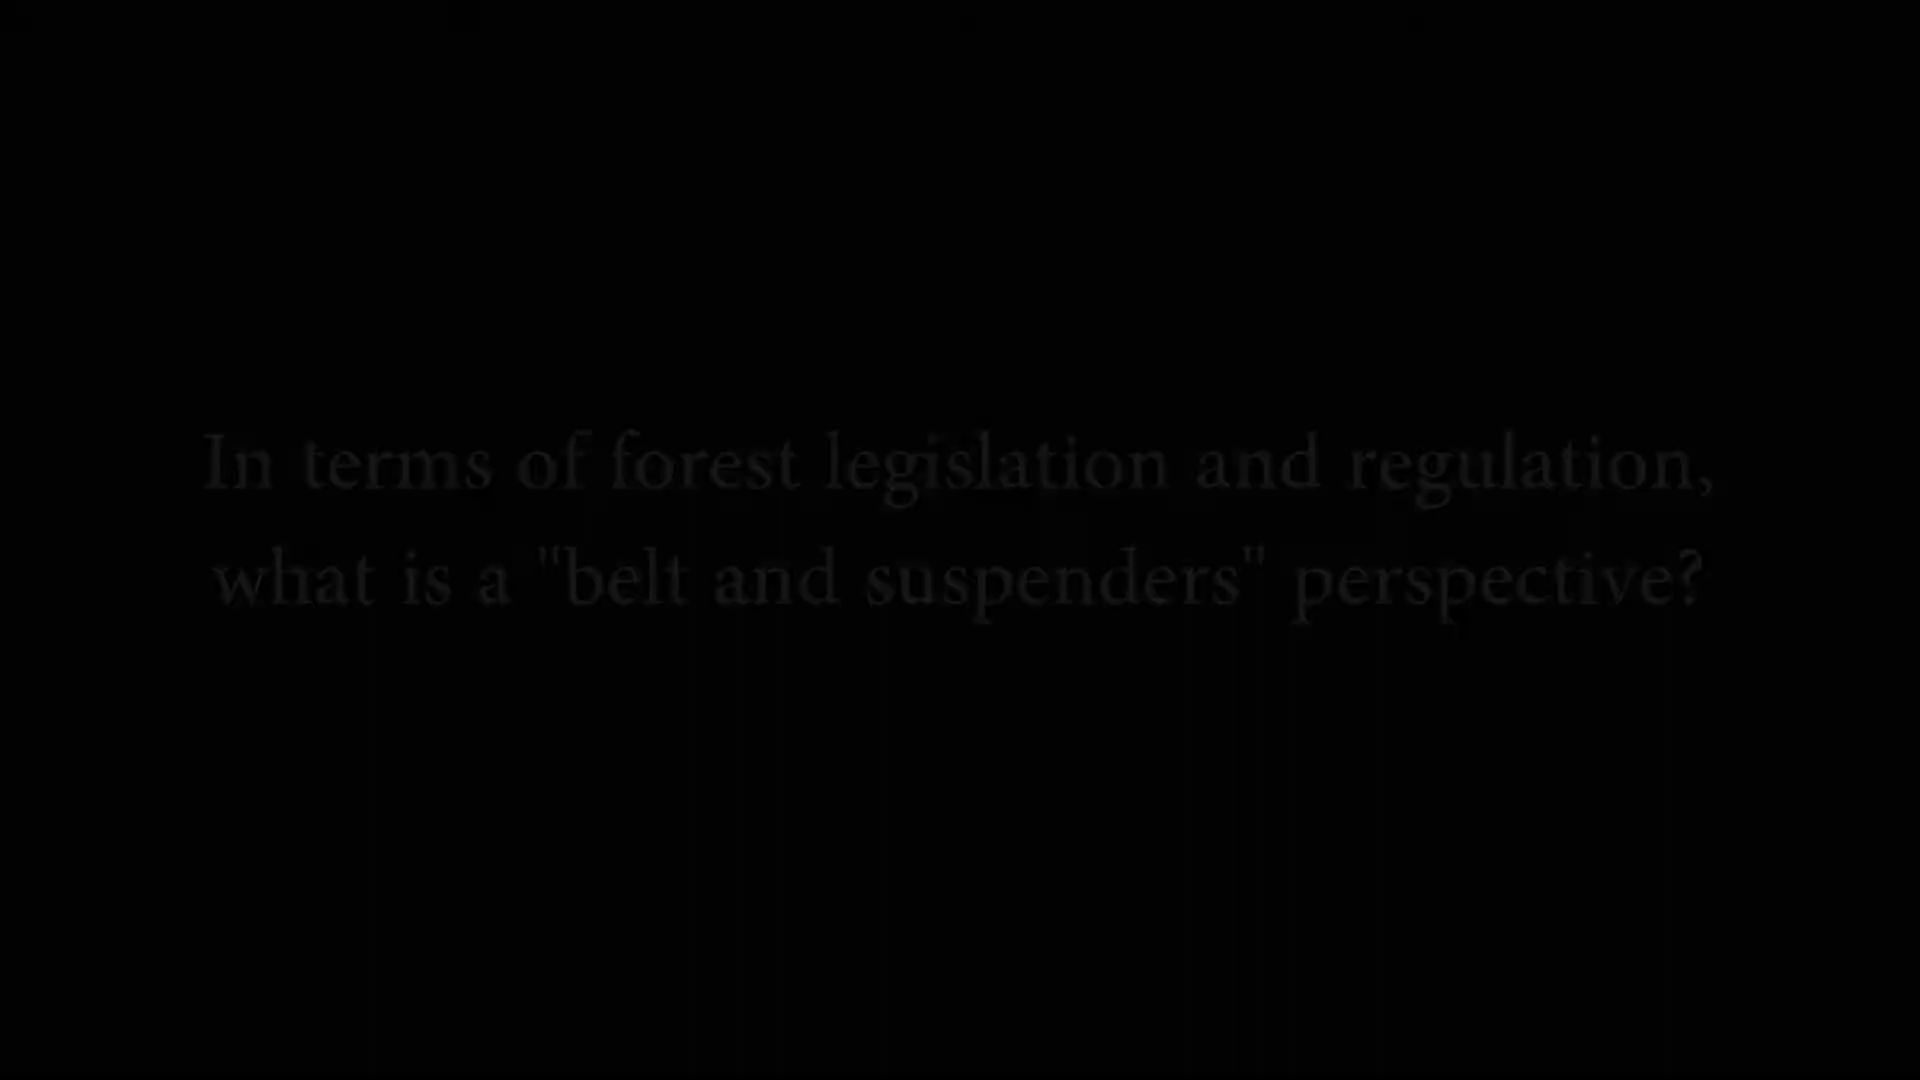 In terms of forest legislation and regulation,
what is a "belt and suspenders" perspective?